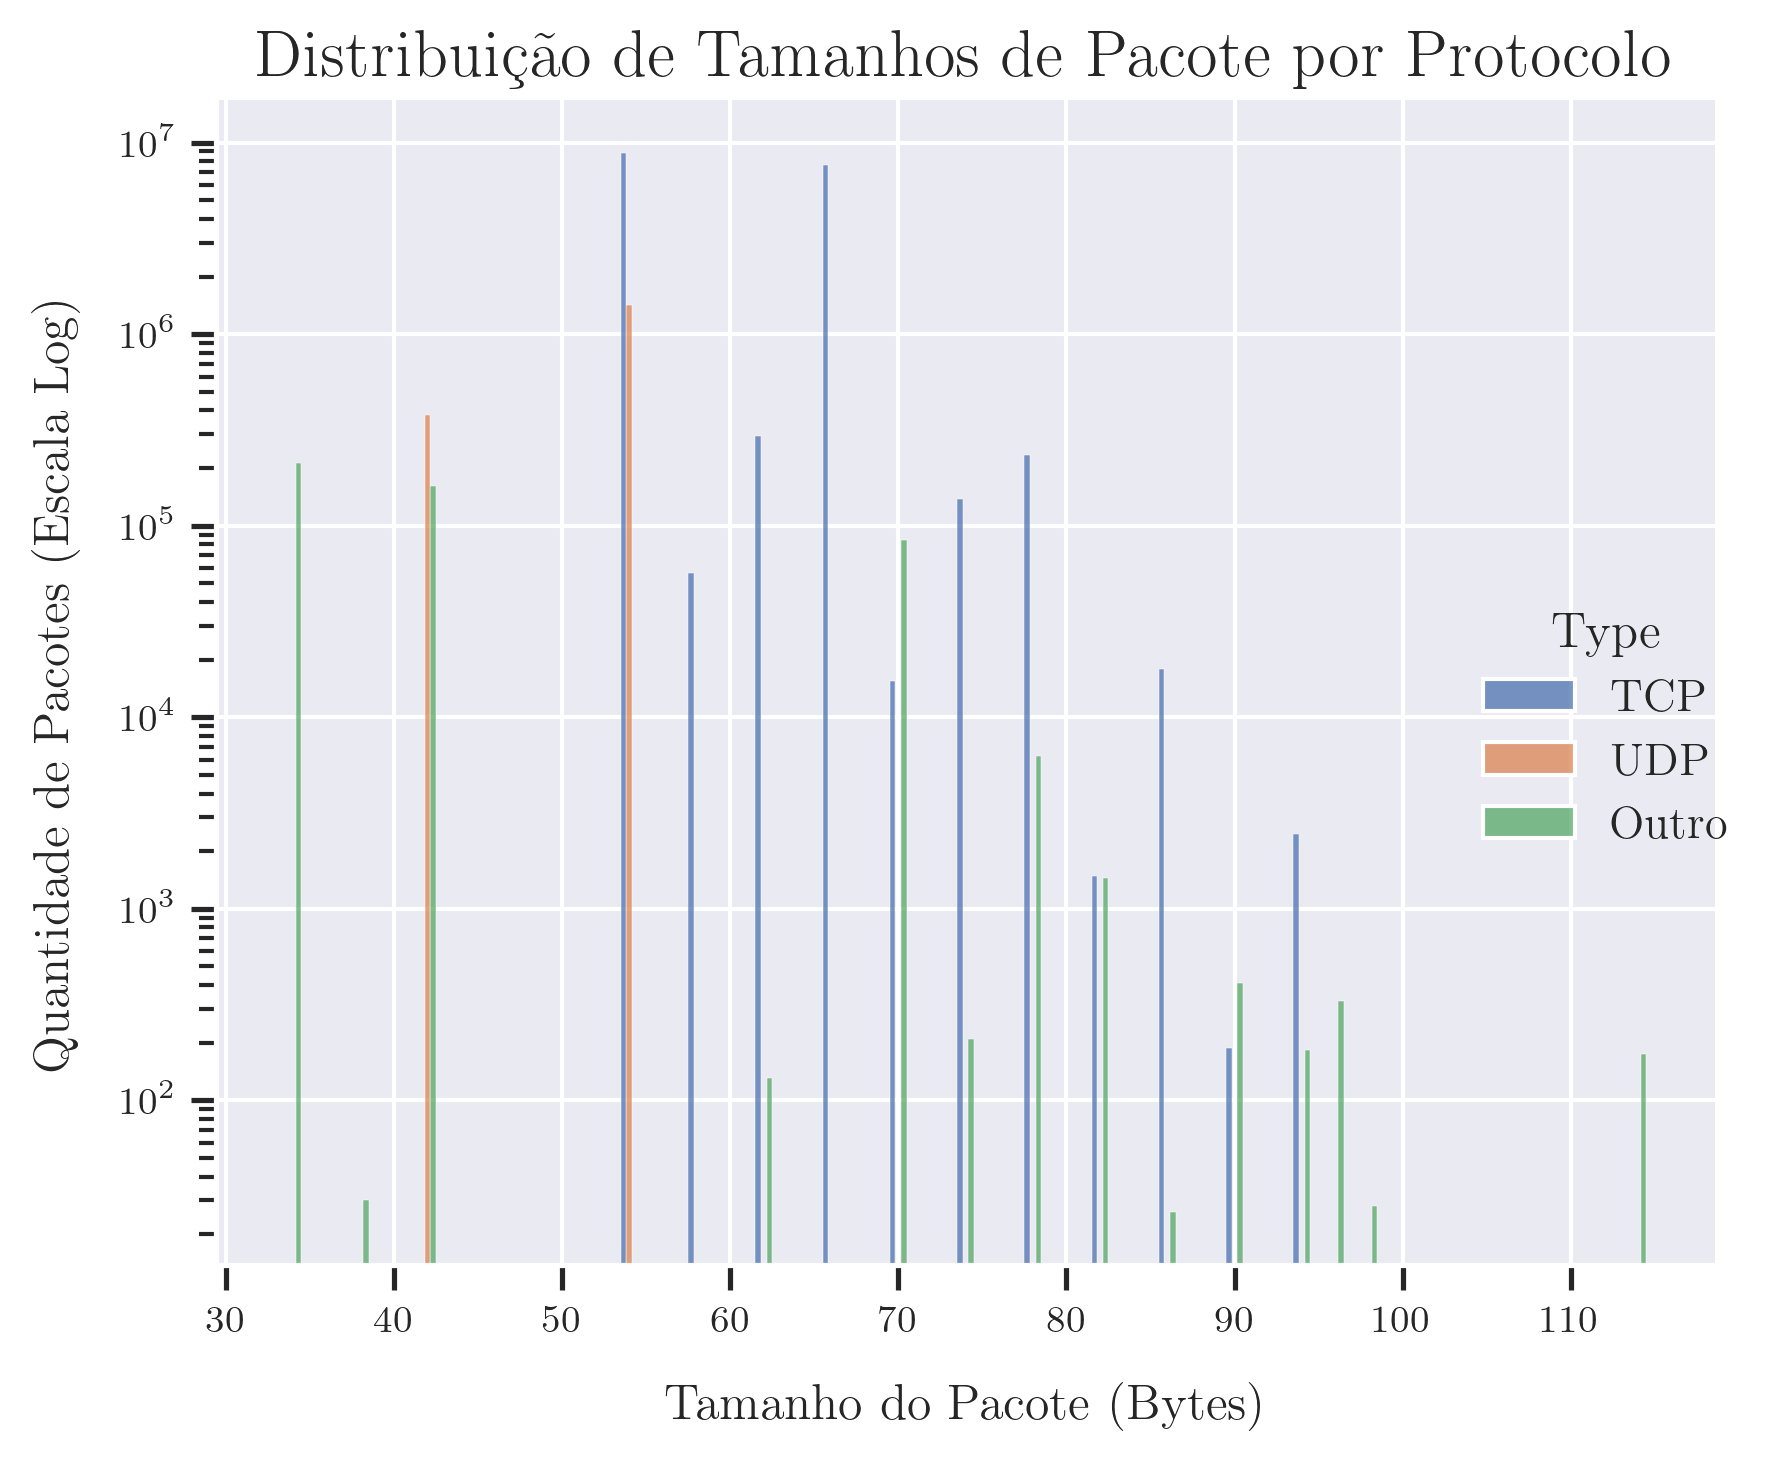 Distribuição de Tamanhos de Pacote por Protocolo
Quantidade de Pacotes (Escala Log)
10^7
10^6
10^5
10^4
10^3
10^2
Type
TCP
UDP
Outro
30 40 50 60 70 80 90 100 110
Tamanho do Pacote (Bytes)